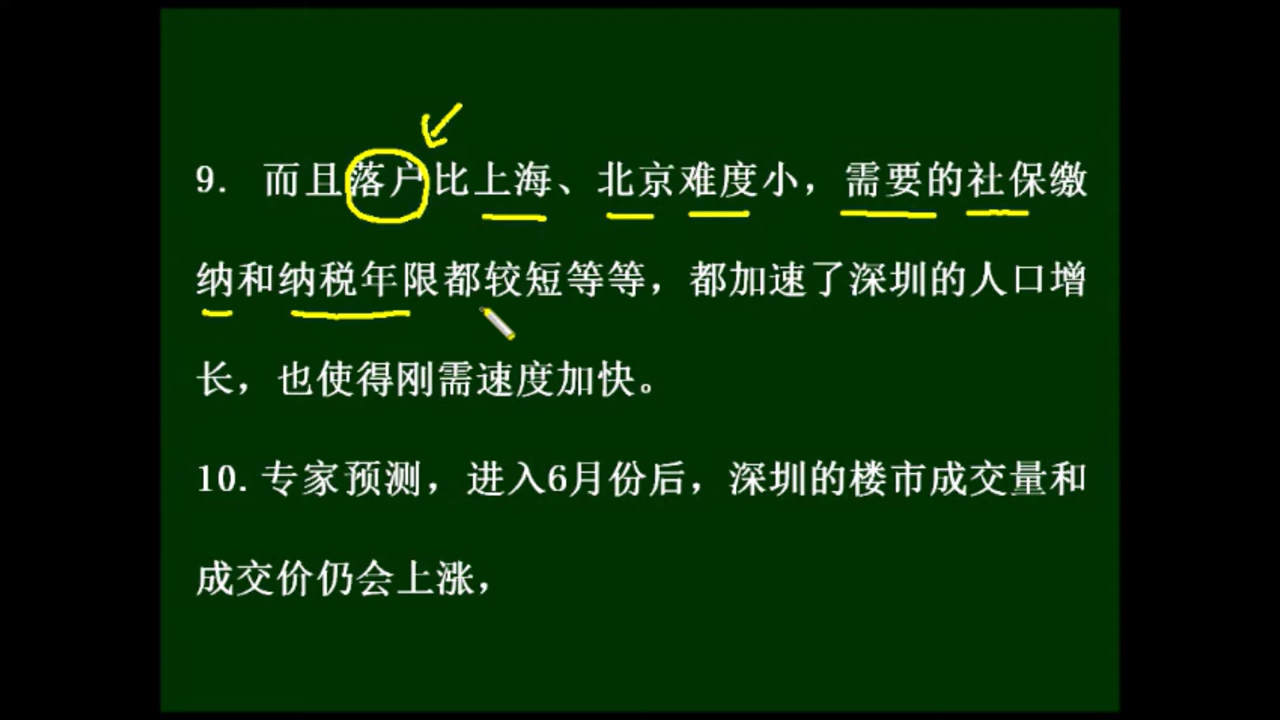 9. 而且落户比上海、北京难度小，需要的社保缴
纳和纳税年限都较短等等，都加速了深圳的人口增
长，也使得刚需速度加快。
10. 专家预测，进入6月份后，深圳的楼市成交量和
成交价仍会上涨，